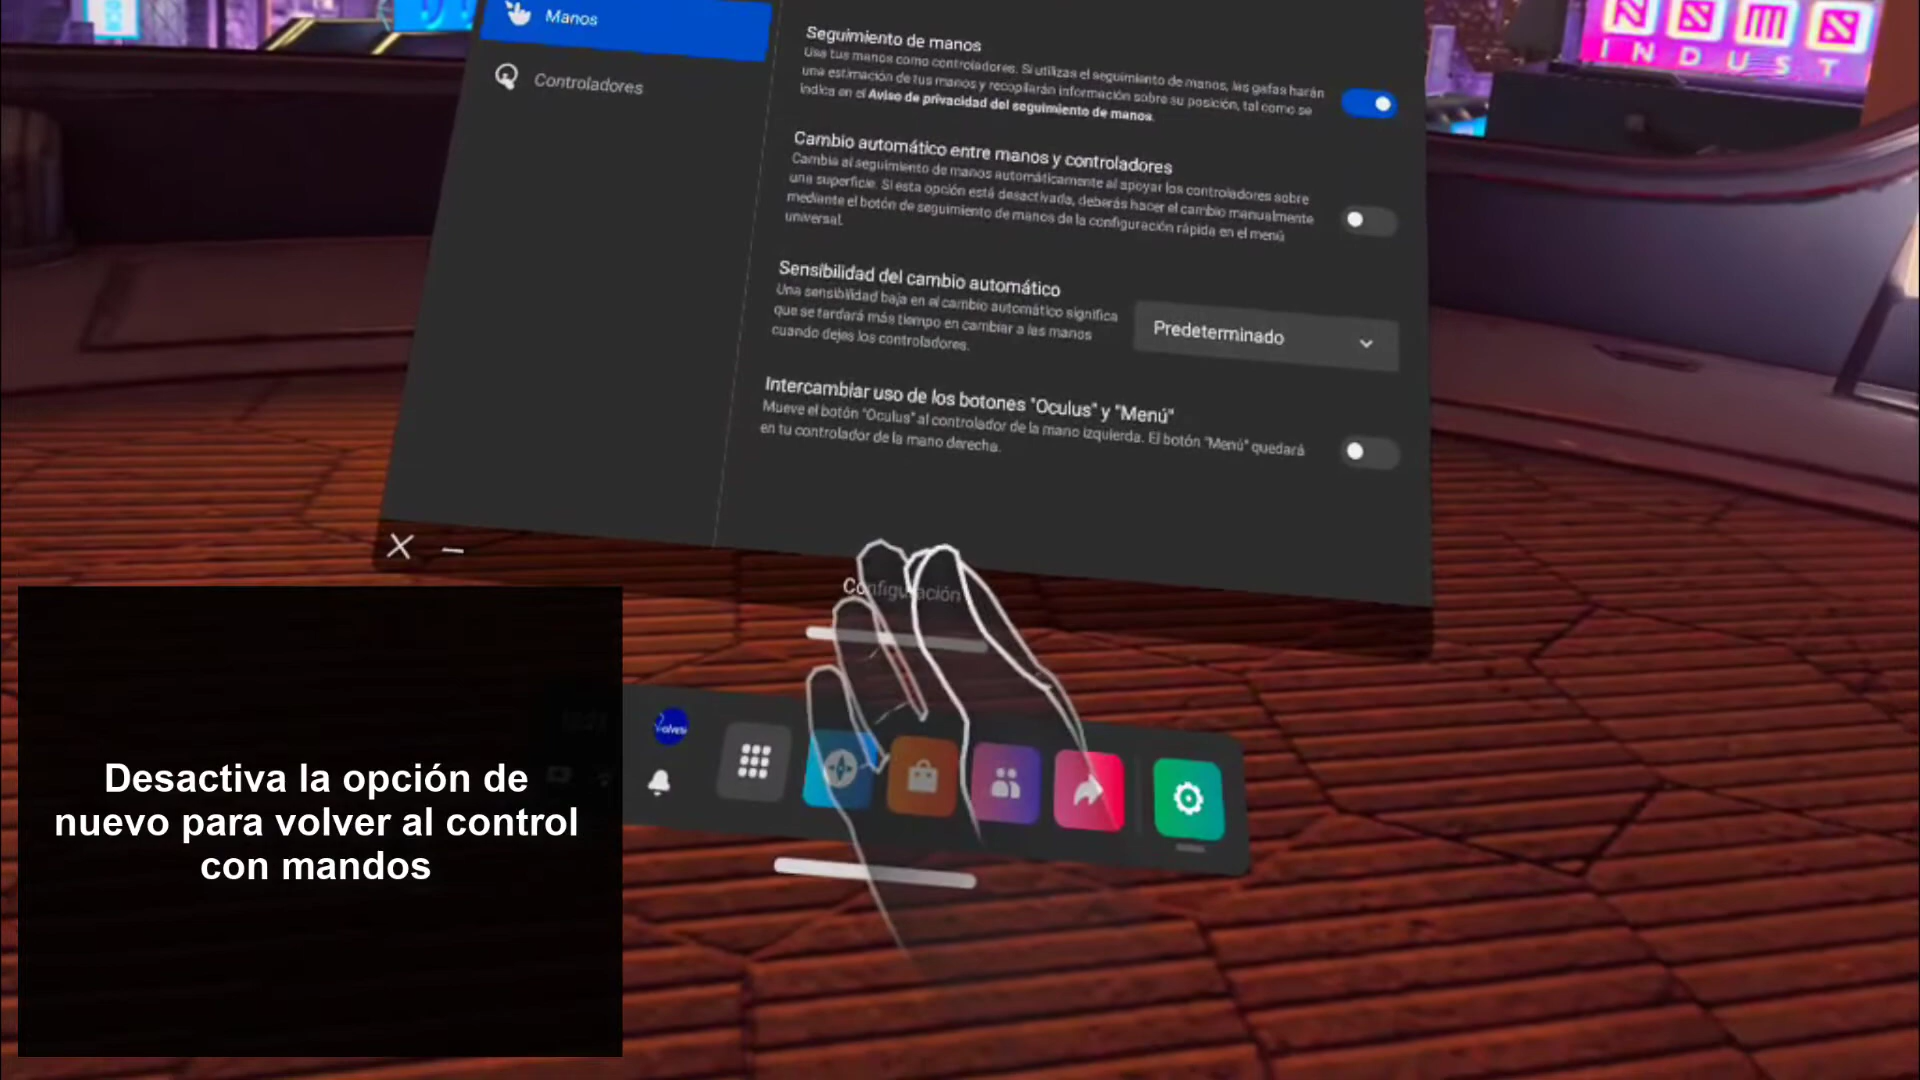 Manos
Controladores
Seguimiento de manos
Usa tus manos como controladores. Si utilizas el seguimiento de manos, las gafas harán
una estimación de tus manos y recopilarán información sobre su posición, tal como se
indica en el Aviso de privacidad del seguimiento de manos.
Cambio automático entre manos y controladores
Cambia al seguimiento de manos automáticamente al apoyar los controladores sobre
una superficie. Si esta opción está desactivada, deberás hacer el cambio manualmente
mediante el botón de seguimiento de manos de la configuración rápida en el menú
universal.
Sensibilidad del cambio automático
Una sensibilidad baja en el cambio automático significa
que se tardará más tiempo en cambiar a las manos
cuando dejes los controladores.
Predeterminado
Intercambiar uso de los botones "Oculus" y "Menú"
Mueve el botón "Oculus" al controlador de la mano izquierda. El botón "Menú" quedará
en tu controlador de la mano derecha.
Configuración
INDUST
Desactiva la opción de
nuevo para volver al control
con mandos